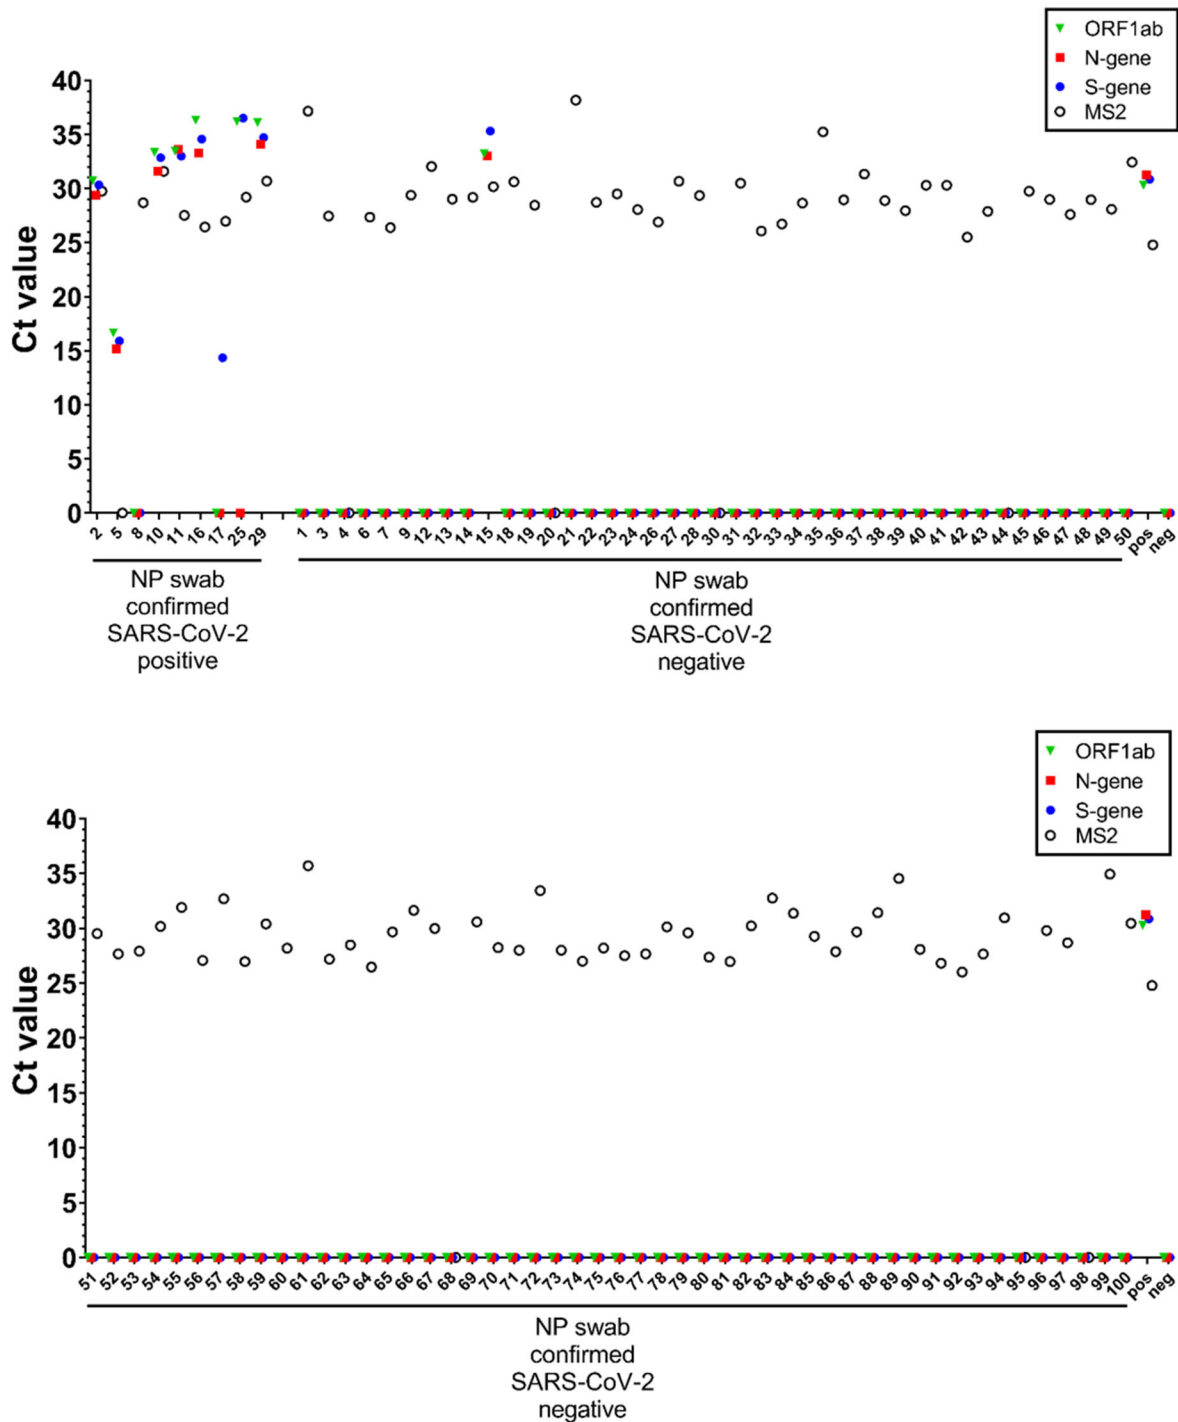 ORF1ab
N-gene
S-gene
MS2
40
35
30
25
20
15
10
5
0
Ct value
2 5 8 10 11 16 17 25 29 1 3 4 6 7 9 12 13 14 15 18 19 20 21 22 23 24 26 27 28 30 31 32 33 34 35 36 37 38 39 40 41 42 43 44 45 46 47 48 49 50 pos neg
NP swab
confirmed
SARS-CoV-2
positive
NP swab
confirmed
SARS-CoV-2
negative
ORF1ab
N-gene
S-gene
MS2
40
35
30
25
20
15
10
5
0
Ct value
51 52 53 54 55 56 57 58 59 60 61 62 63 64 65 66 67 68 69 70 71 72 73 74 75 76 77 78 79 80 81 82 83 84 85 86 87 88 89 90 91 92 93 94 95 96 97 98 99 100 pos neg
NP swab
confirmed
SARS-CoV-2
negative